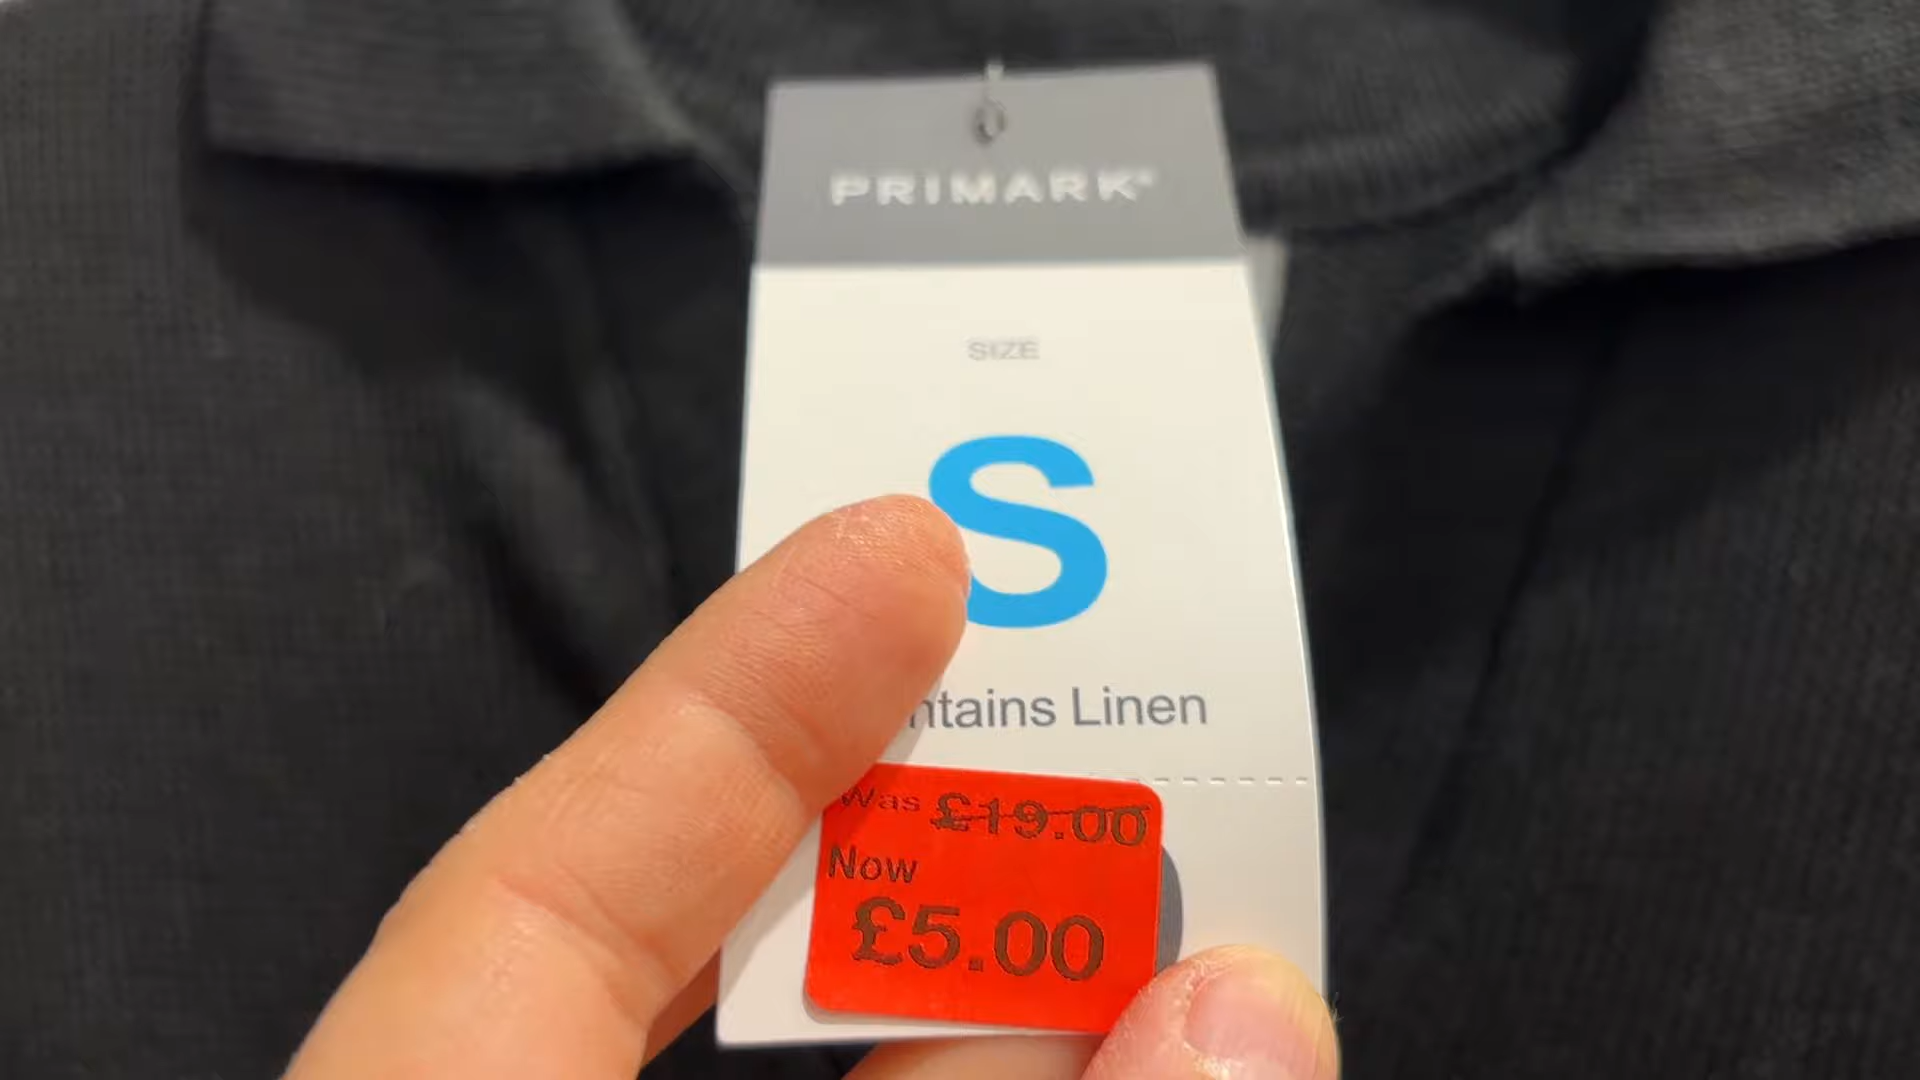 PRIMARK®
SIZE
S
ntains Linen
Was £19.00
Now
£5.00